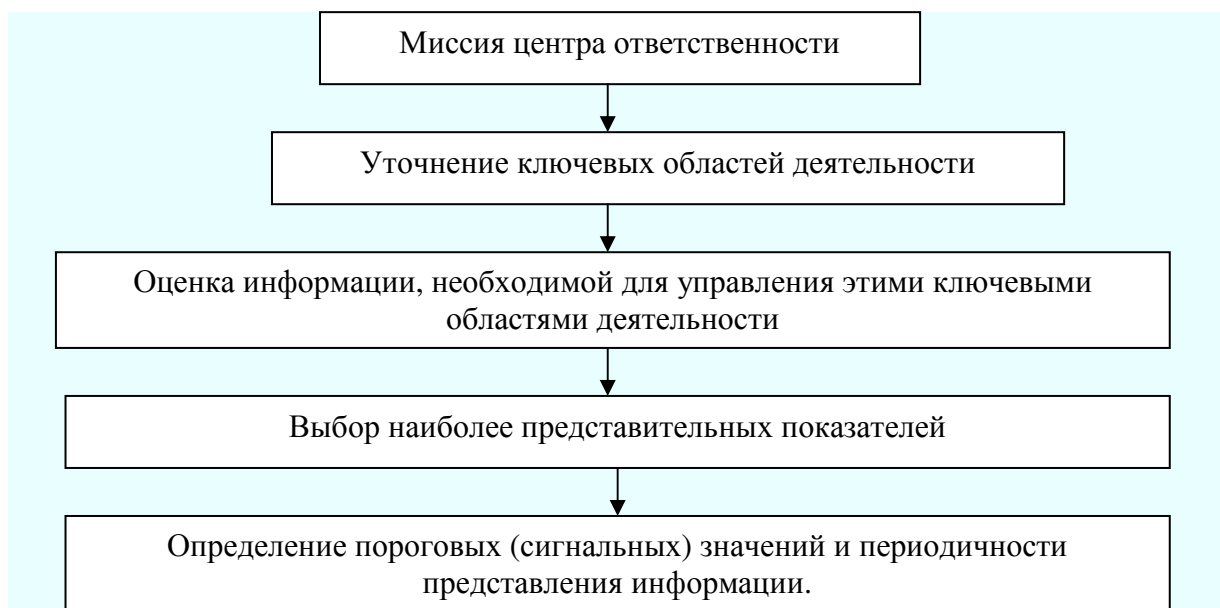 Миссия центра ответственности
Уточнение ключевых областей деятельности
Оценка информации, необходимой для управления этими ключевыми
областями деятельности
Выбор наиболее представительных показателей
Определение пороговых (сигнальных) значений и периодичности
представления информации.